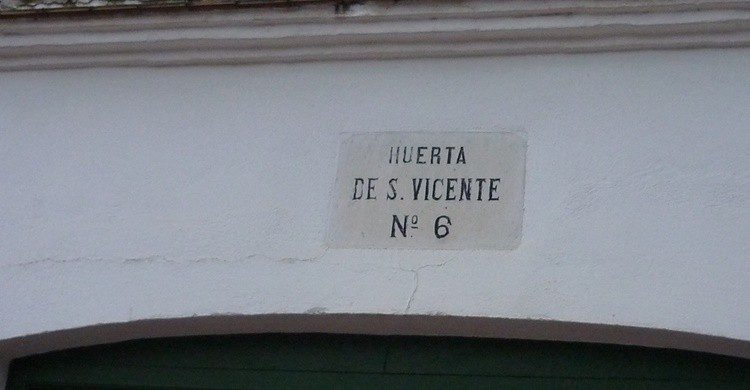 HUERTA
DE S. VICENTE
Nº 6